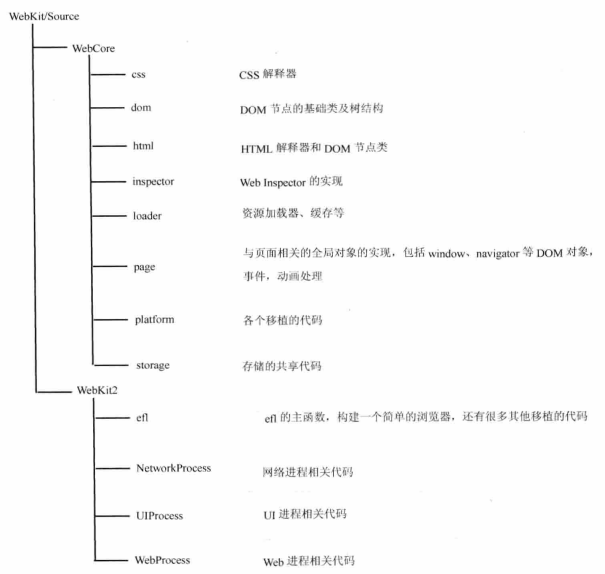 WebKit/Source
WebCore
css CSS 解释器
dom DOM 节点的基础类及树结构
html HTML 解释器和 DOM 节点类
inspector Web Inspector 的实现
loader 资源加载器、缓存等
page 与页面相关的全局对象的实现，包括 window、navigator 等 DOM 对象，
事件，动画处理
platform 各个移植的代码
storage 存储的共享代码
WebKit2
efl efl 的主函数，构建一个简单的浏览器，还有很多其他移植的代码
NetworkProcess 网络进程相关代码
UIProcess UI 进程相关代码
WebProcess Web 进程相关代码